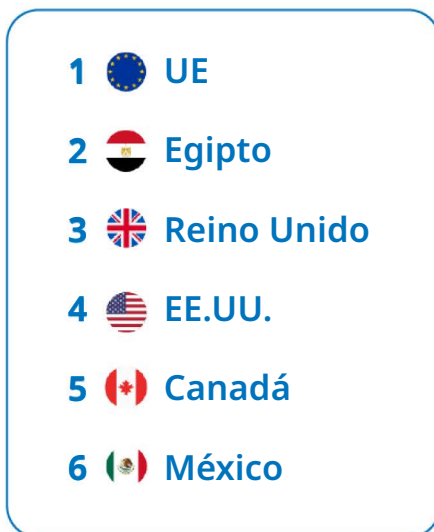 1 UE
2 Egipto
3 Reino Unido
4 EE.UU.
5 Canadá
6 México